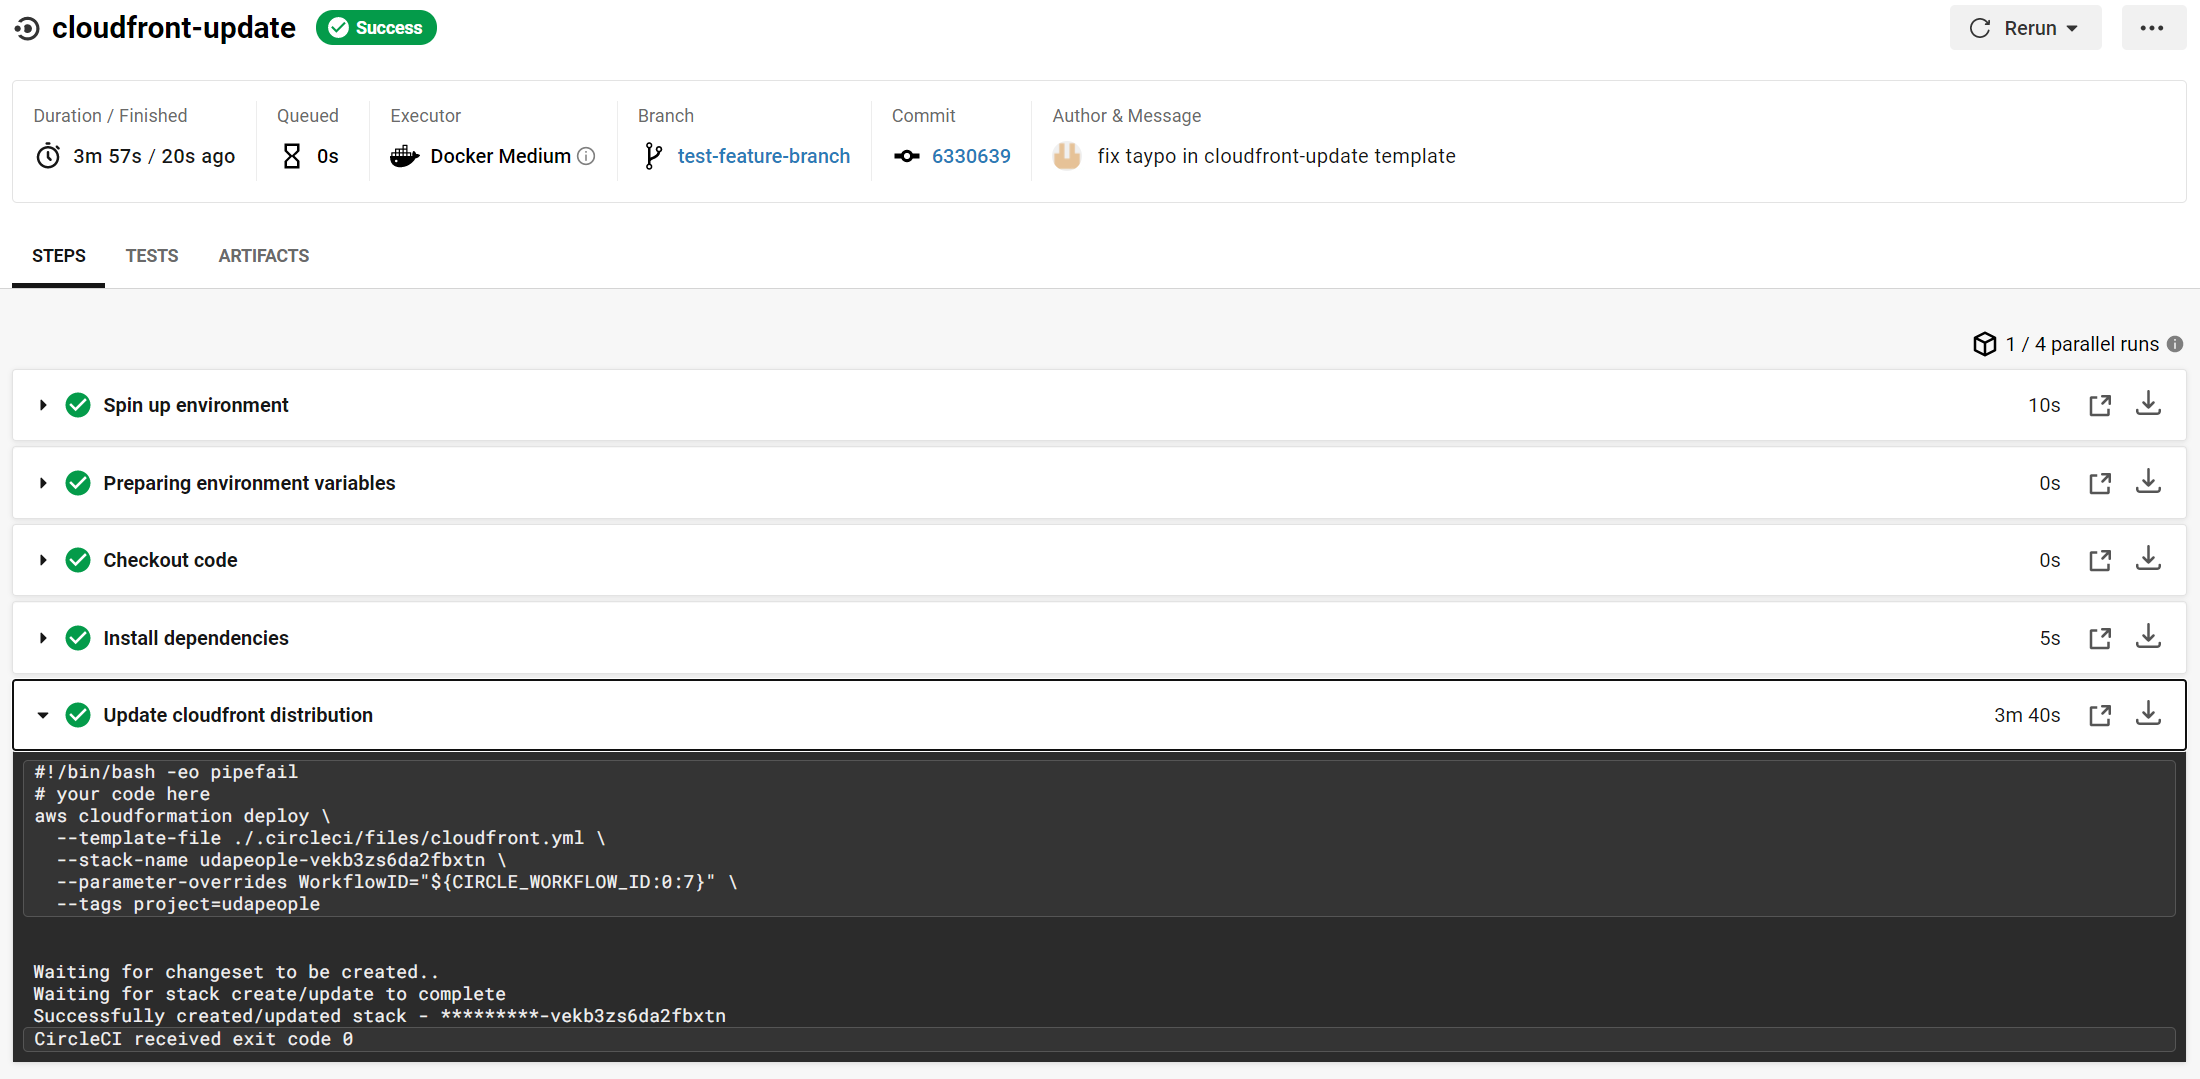 cloudfront-update Success Rerun
Duration / Finished Queued Executor Branch Commit Author & Message
3m 57s / 20s ago 0s Docker Medium test-feature-branch 6330639 fix taypo in cloudfront-update template
STEPS TESTS ARTIFACTS
1 / 4 parallel runs
Spin up environment 10s
Preparing environment variables 0s
Checkout code 0s
Install dependencies 5s
Update cloudfront distribution 3m 40s
#!/bin/bash -eo pipefail
# your code here
aws cloudformation deploy \
  --template-file ./.circleci/files/cloudfront.yml \
  --stack-name udapeople-vekb3zs6da2fbxtn \
  --parameter-overrides WorkflowID="${CIRCLE_WORKFLOW_ID:0:7}" \
  --tags project=udapeople
Waiting for changeset to be created..
Waiting for stack create/update to complete
Successfully created/updated stack - *********-vekb3zs6da2fbxtn
CircleCI received exit code 0